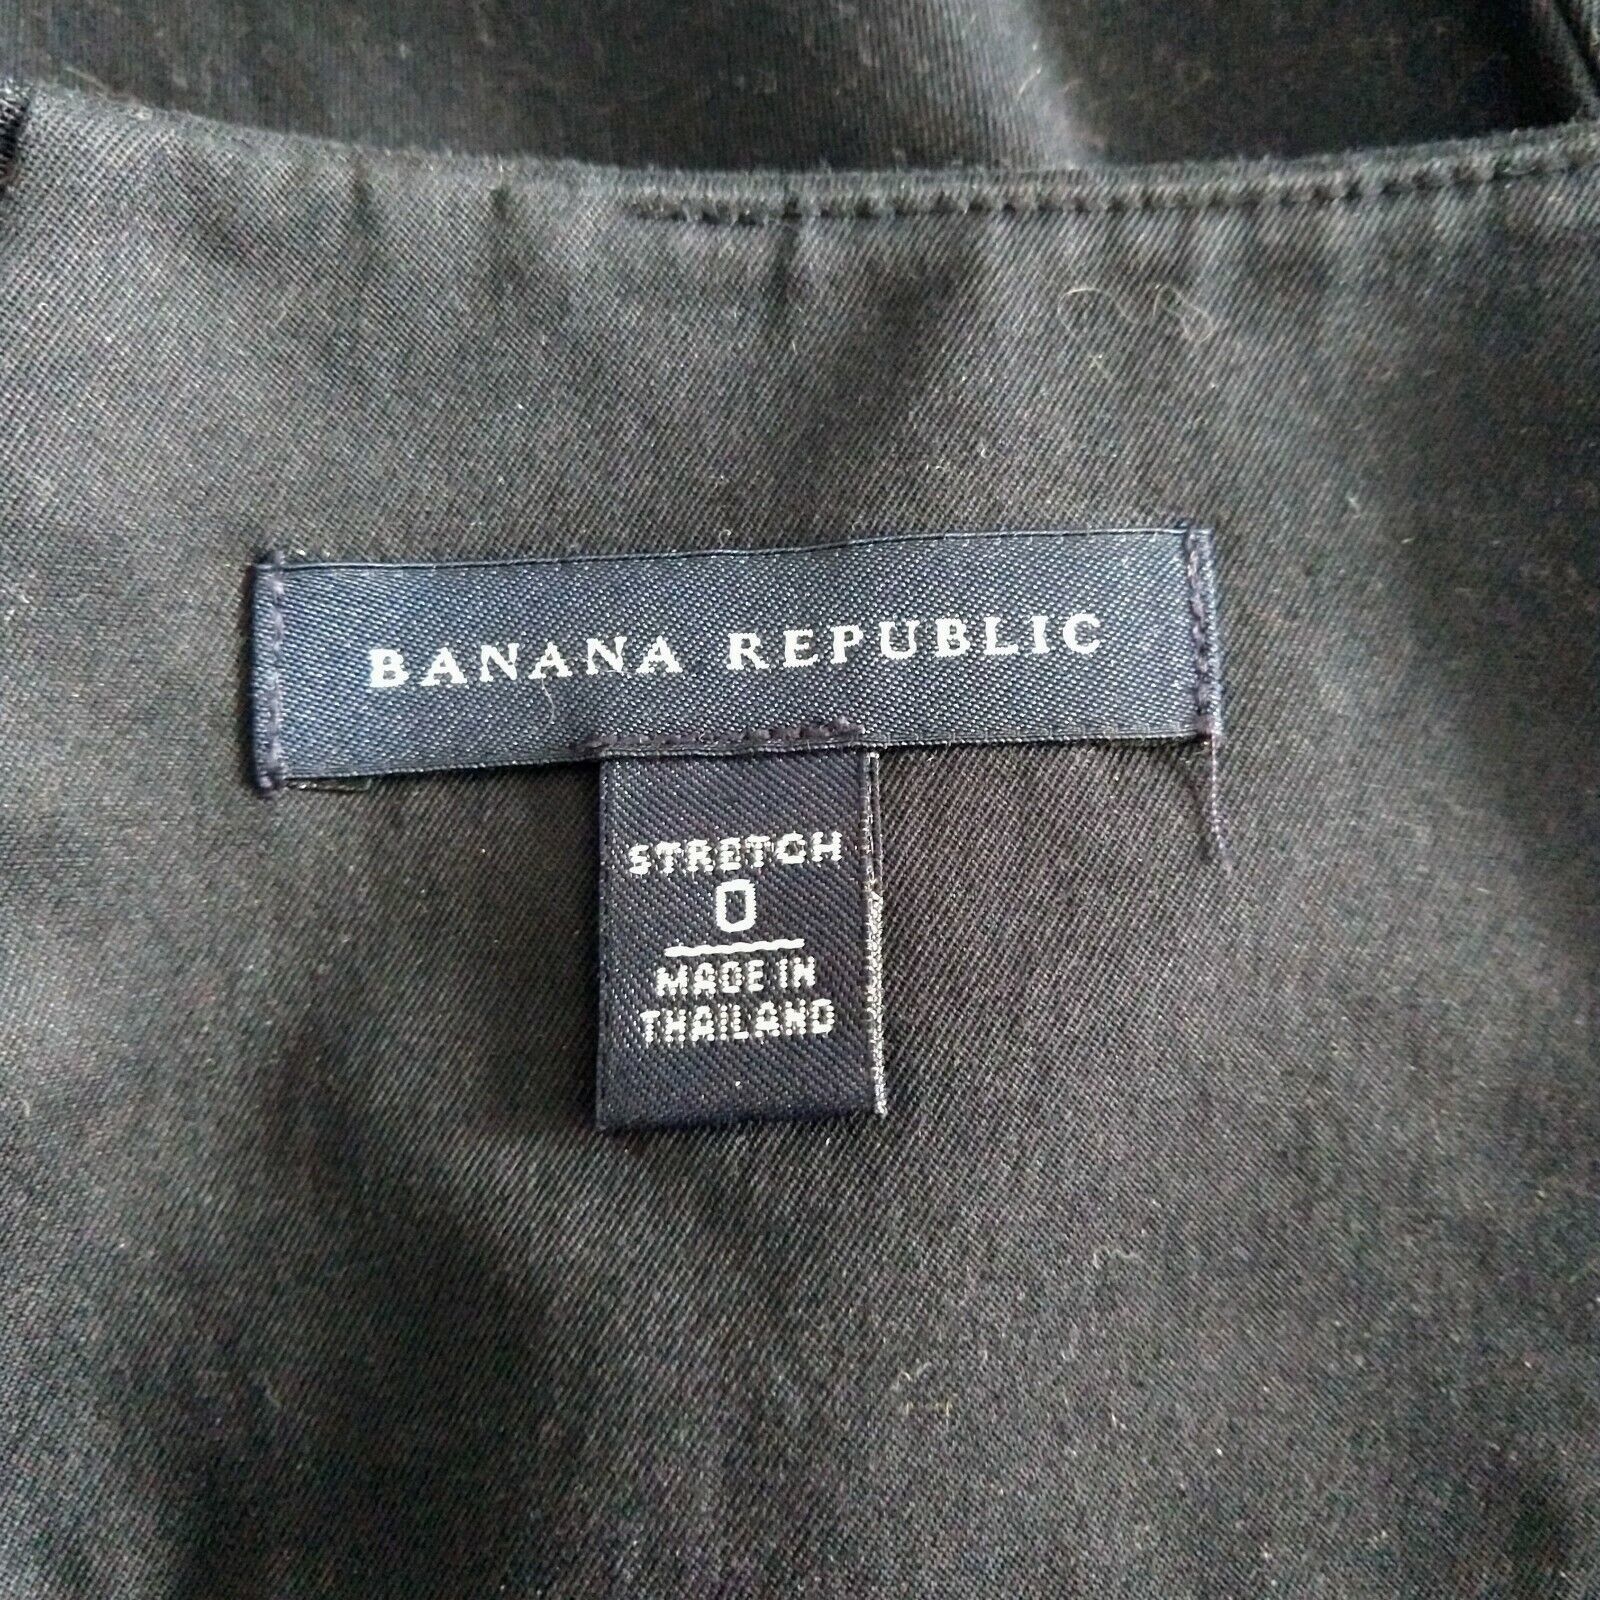 BANANA REPUBLIC
STRETCH
0
MADE IN
THAILAND